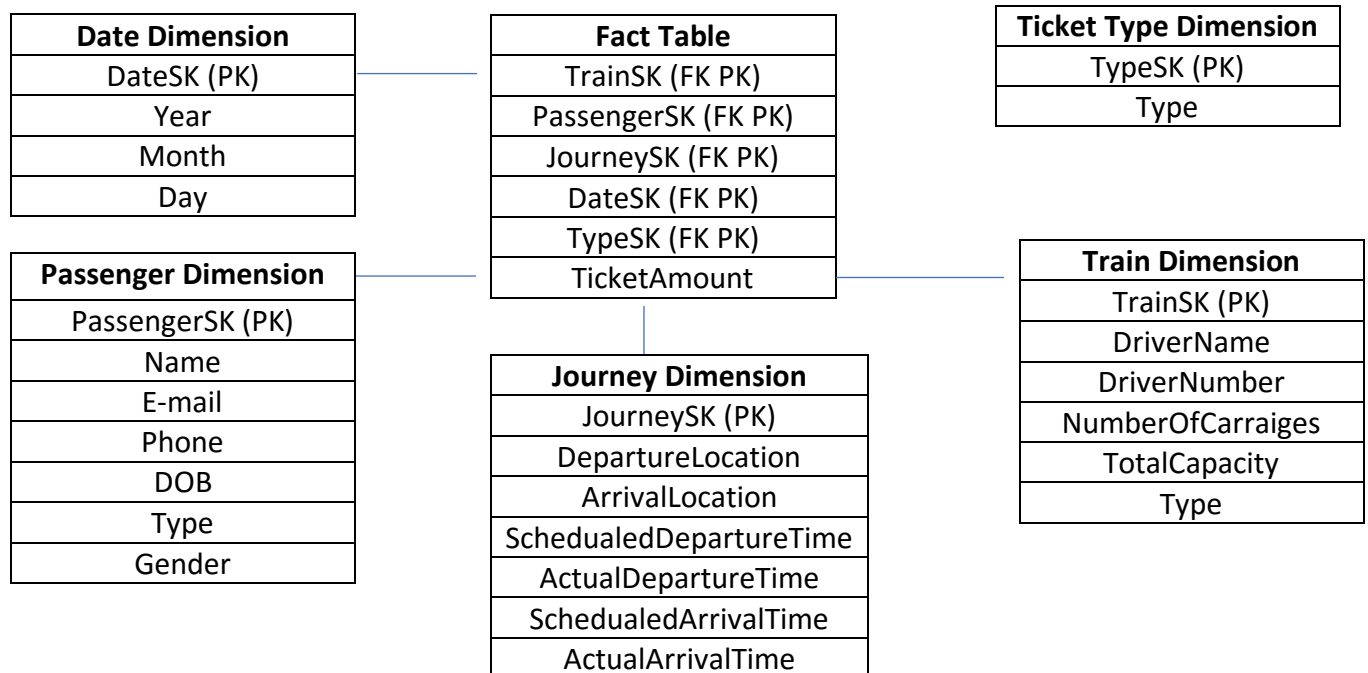 Date Dimension
DateSK (PK)
Year
Month
Day
Passenger Dimension
PassengerSK (PK)
Name
E-mail
Phone
DOB
Type
Gender
Fact Table
TrainSK (FK PK)
PassengerSK (FK PK)
JourneySK (FK PK)
DateSK (FK PK)
TypeSK (FK PK)
TicketAmount
Journey Dimension
JourneySK (PK)
DepartureLocation
ArrivalLocation
SchedualedDepartureTime
ActualDepartureTime
SchedualedArrivalTime
ActualArrivalTime
Ticket Type Dimension
TypeSK (PK)
Type
Train Dimension
TrainSK (PK)
DriverName
DriverNumber
NumberOfCarraiges
TotalCapacity
Type